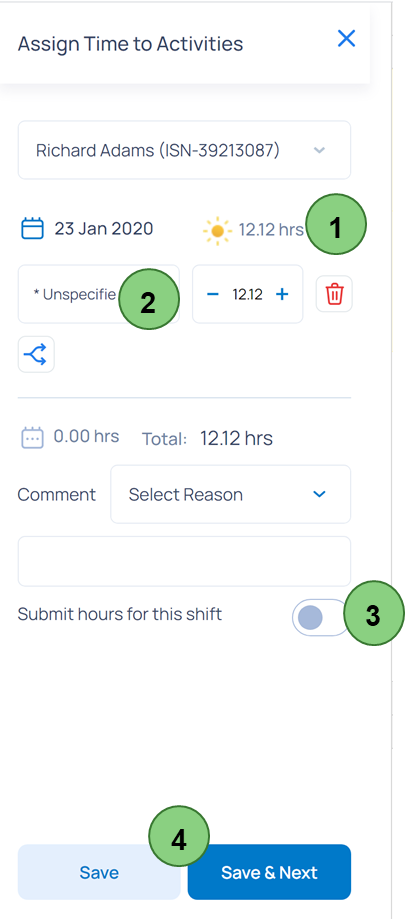 Assign Time to Activities
Richard Adams (ISN-39213087)
23 Jan 2020 12.12 hrs 1
* Unspecifie 2 − 12.12 +
0.00 hrs Total: 12.12 hrs
Comment Select Reason
Submit hours for this shift 3
4
Save Save & Next